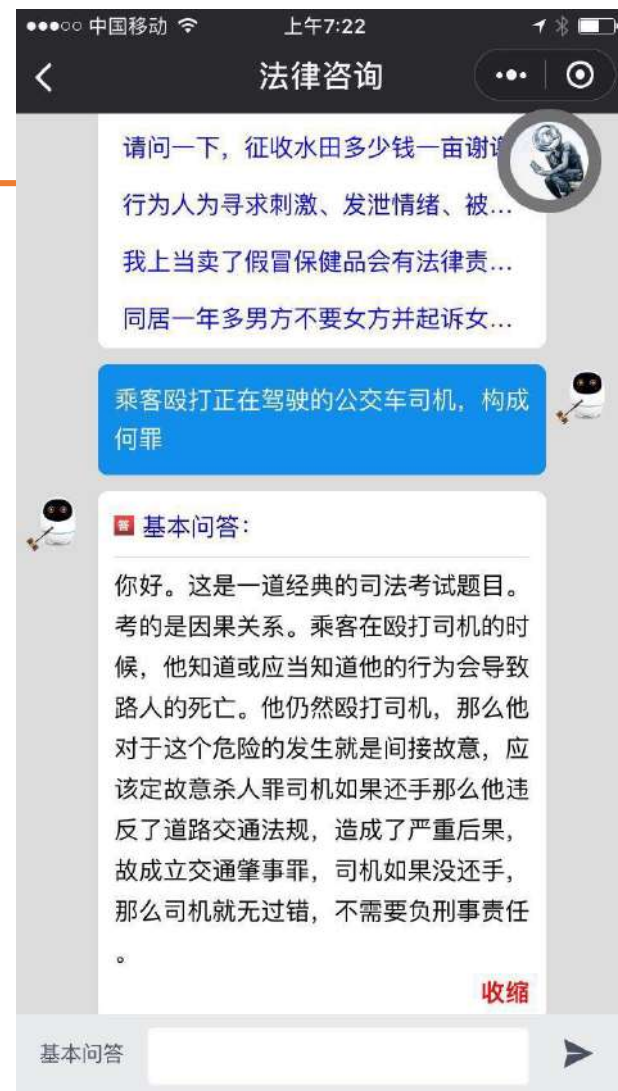 中国移动 上午7:22
法律咨询
请问一下，征收水田多少钱一亩谢
行为人为寻求刺激、发泄情绪、被...
我上当卖了假冒保健品会有法律责...
同居一年多男方不要女方并起诉女...
乘客殴打正在驾驶的公交车司机，构成
何罪
答 基本问答：
你好。这是一道经典的司法考试题目。
考的是因果关系。乘客在殴打司机的时
候，他知道或应当知道他的行为会导致
路人的死亡。他仍然殴打司机，那么他
对于这个危险的发生就是间接故意，应
该定故意杀人罪司机如果还手那么他违
反了道路交通法规，造成了严重后果，
故成立交通肇事罪，司机如果没还手，
那么司机就无过错，不需要负刑事责任
。
收缩
基本问答